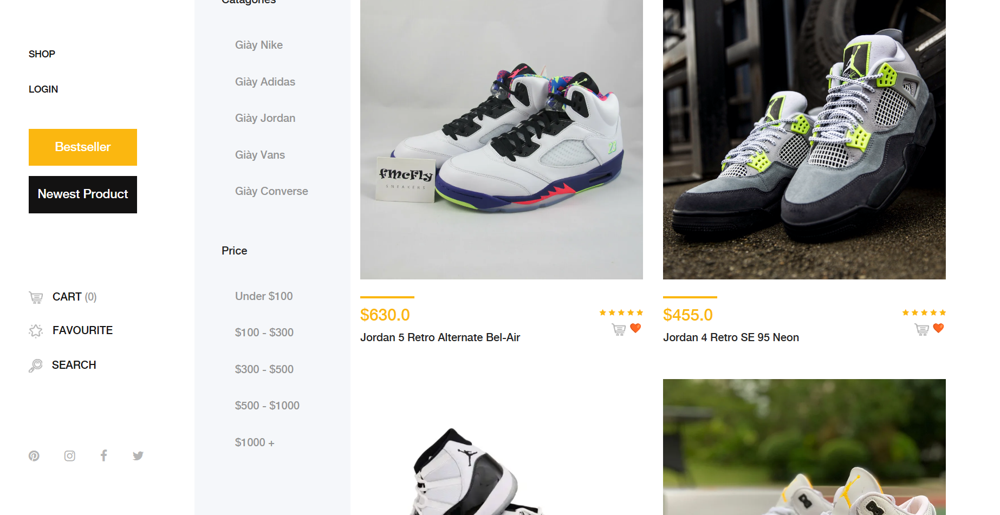 SHOP
LOGIN
Bestseller
Newest Product
CART (0)
FAVOURITE
SEARCH
Catagories
Giày Nike
Giày Adidas
Giày Jordan
Giày Vans
Giày Converse
Price
Under $100
$100 - $300
$300 - $500
$500 - $1000
$1000 +
fmcFly
SNEAKERS
23
$630.0
Jordan 5 Retro Alternate Bel-Air
$455.0
Jordan 4 Retro SE 95 Neon